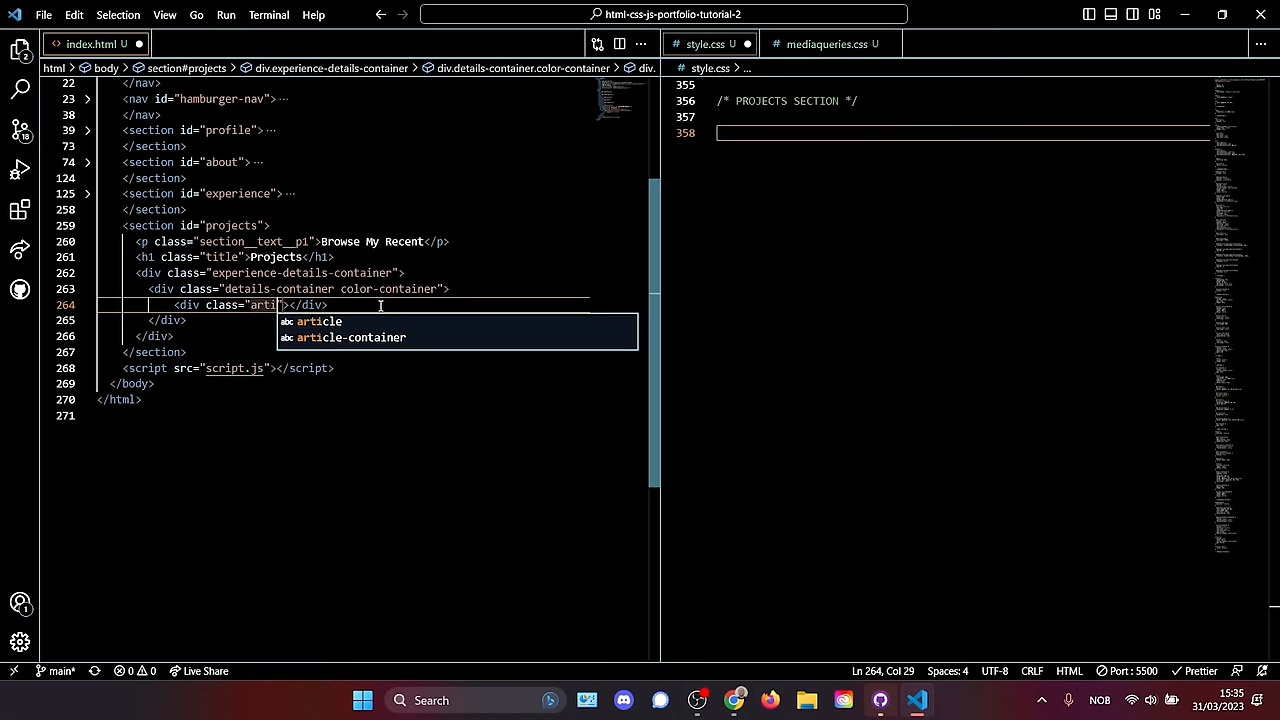 File Edit Selection View Go Run Terminal Help
html-css-js-portfolio-tutorial-2
index.html U
style.css U
mediaqueries.css U
html > body > section#projects > div.experience-details-container > div.details-container.color-container > div.
# style.css > ...
22 </nav>
23 <nav id="hamburger-nav">…
38 </nav>
39 <section id="profile">…
73 </section>
74 <section id="about">…
124 </section>
125 <section id="experience">…
258 </section>
259 <section id="projects">
260 <p class="section__text__p1">Browse My Recent</p>
261 <h1 class="title">Projects</h1>
262 <div class="experience-details-container">
263 <div class="details-container color-container">
264 <div class="arti"></div>
article
article-container
265 </div>
266 </div>
267 </section>
268 <script src="script.js"></script>
269 </body>
270 </html>
271
355
356 /* PROJECTS SECTION */
357
358
main* 0 0 Live Share
Ln 264, Col 29 Spaces: 4 UTF-8 CRLF HTML Port : 5500 Prettier
Search
NOB
15:35
31/03/2023